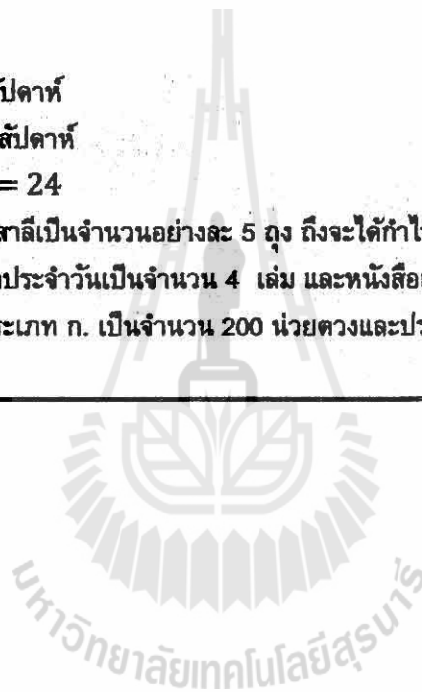 ปดาห์
สัปดาห์
= 24
สาลีเป็นจำนวนอย่างละ 5 ถุง ถึงจะได้กำไ
ประจำวันเป็นจำนวน 4 เล่ม และหนังสือ
ระเภท ก. เป็นจำนวน 200 หน่วยตวงและปร
มหาวิทยาลัยเทคโนโลยีสุรนารี